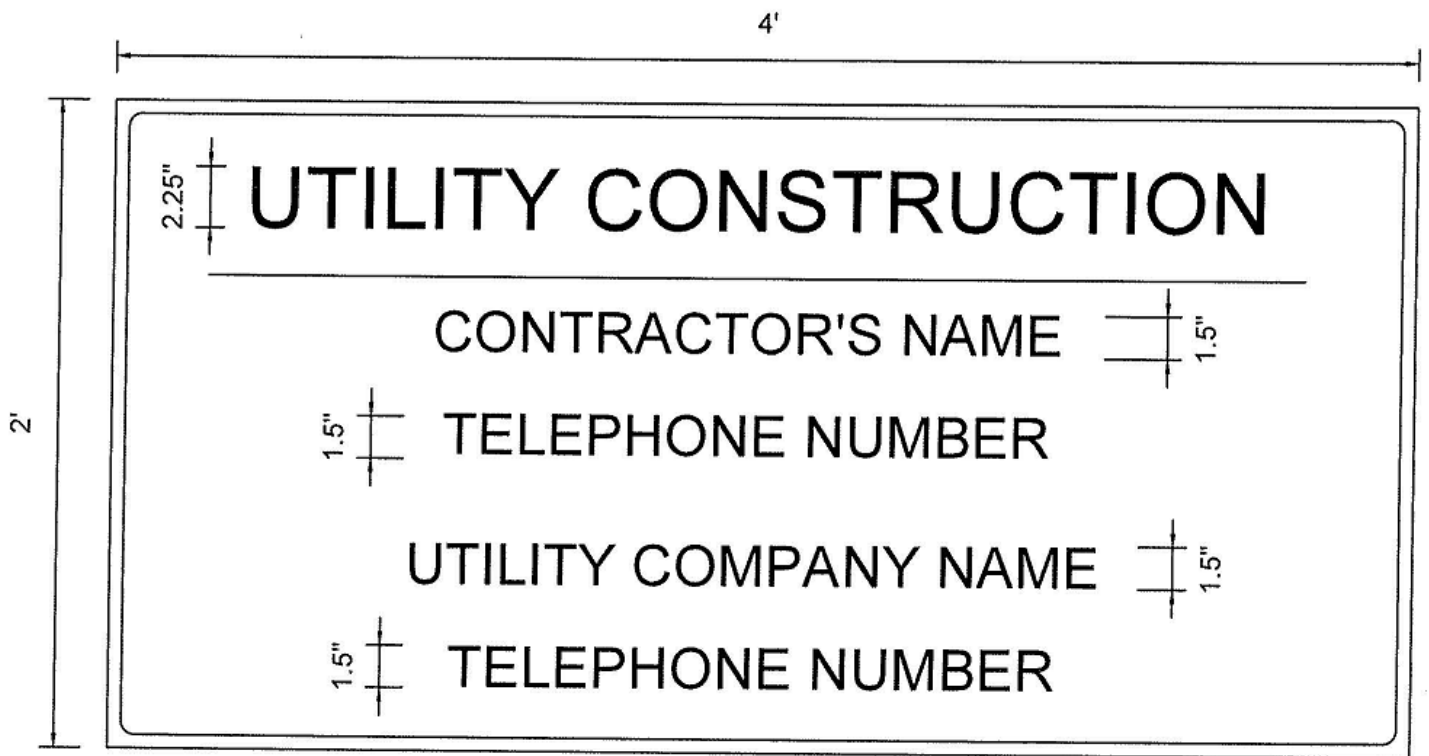 4'
2.25"
UTILITY CONSTRUCTION
CONTRACTOR'S NAME
1.5"
2'
1.5"
TELEPHONE NUMBER
UTILITY COMPANY NAME
1.5"
1.5"
TELEPHONE NUMBER